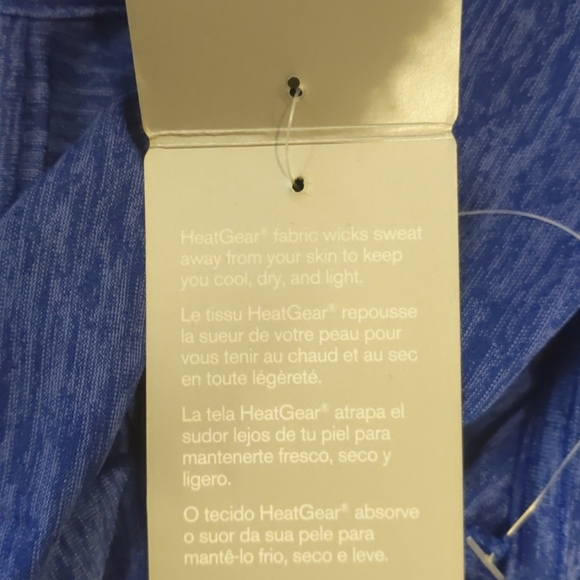 HeatGear® fabric wicks sweat
away from your skin to keep
you cool, dry, and light.
Le tissu HeatGear® repousse
la sueur de votre peau pour
vous tenir au chaud et au sec
en toute légèreté.
La tela HeatGear® atrapa el
sudor lejos de tu piel para
mantenerte fresco, seco y
ligero.
O tecido HeatGear® absorve
o suor da sua pele para
mantê-lo frio, seco e leve.